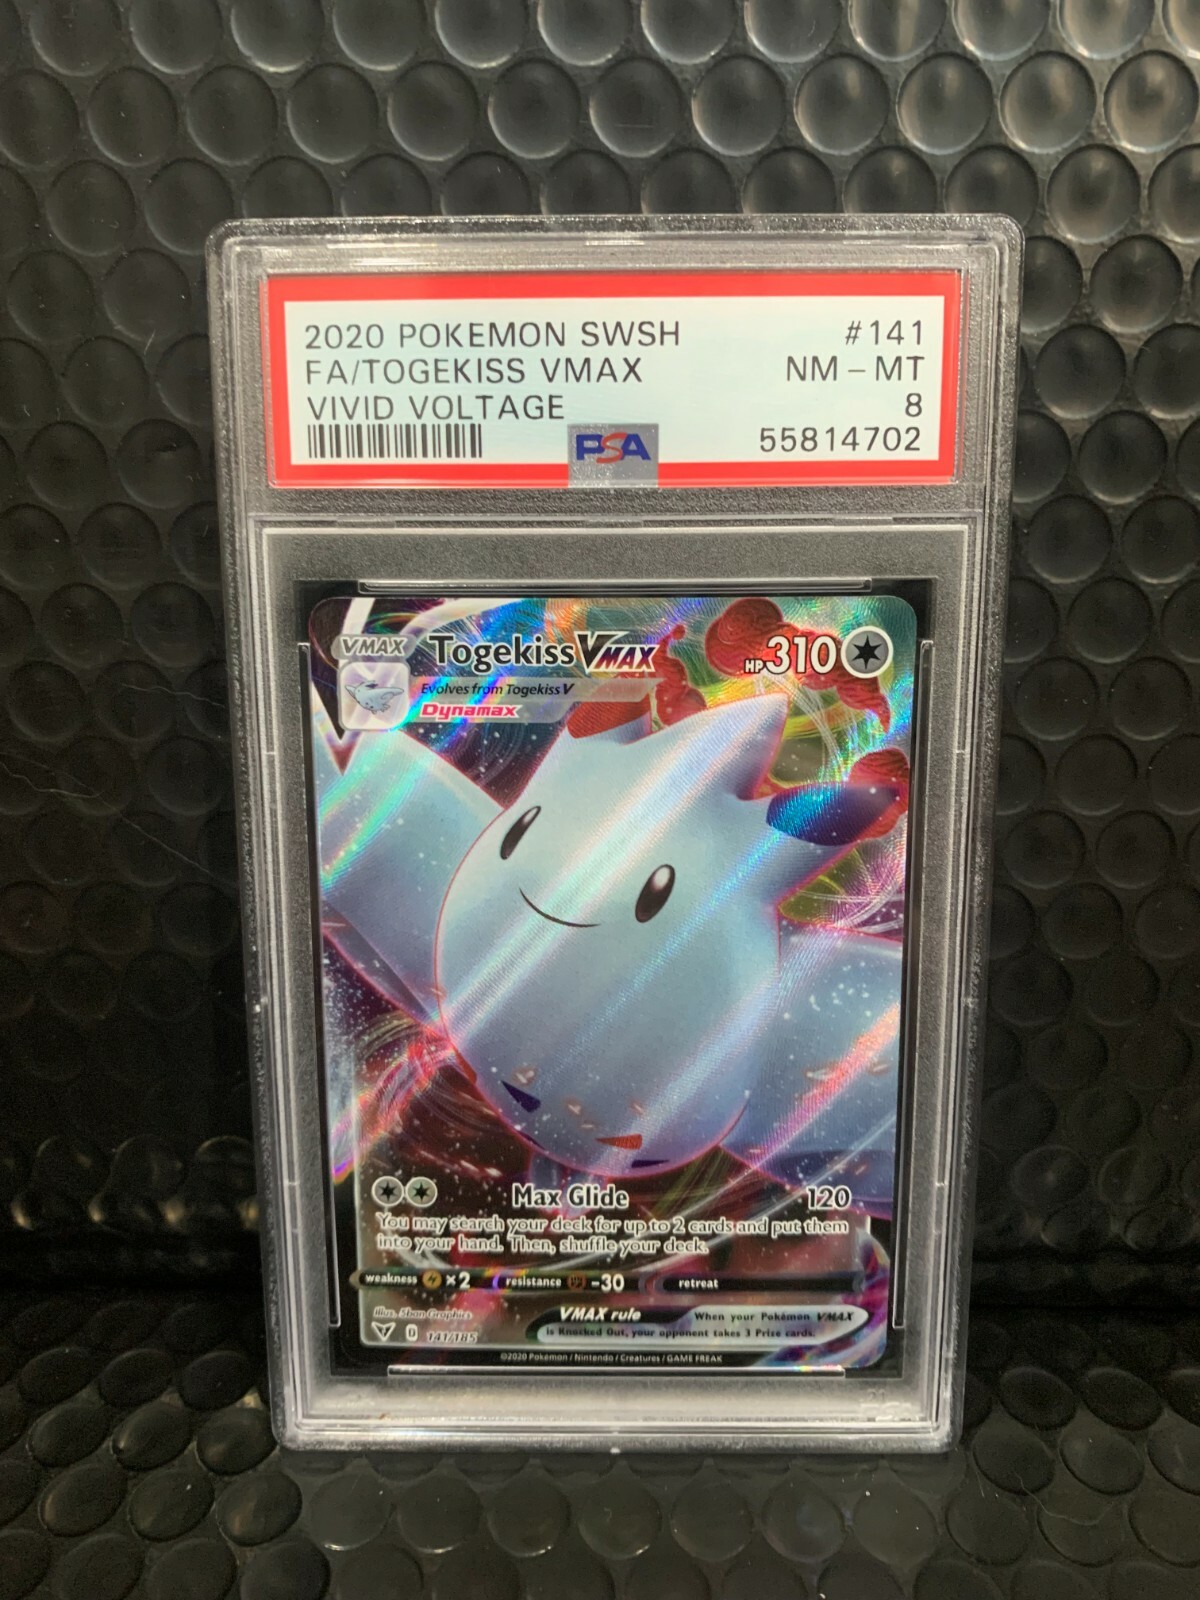 2020 POKEMON SWSH #141
FA/TOGEKISS VMAX NM - MT
VIVID VOLTAGE 8
PSA 55814702
VMAX Togekiss VMAX HP 310
Evolves from Togekiss V
Dynamax
Max Glide 120
You may search your deck for up to 2 cards and put them
into your hand. Then, shuffle your deck.
weakness ×2 resistance -30 retreat
Illus. 5ban Graphics VMAX rule When your Pokémon VMAX
is Knocked Out, your opponent takes 3 Prize cards.
D 141/185
©2020 Pokémon / Nintendo / Creatures / GAME FREAK